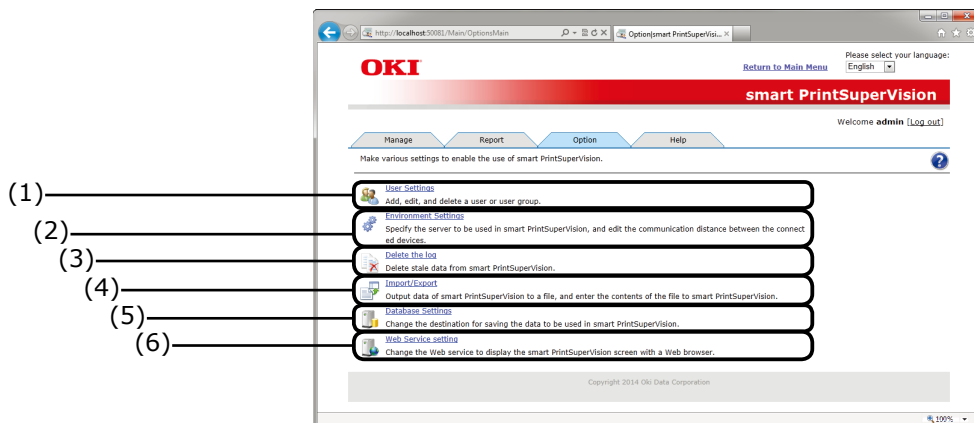 http://localhost:50081/Main/OptionsMain
Option|smart PrintSuperVisi...
OKI
Return to Main Menu
Please select your language:
English
smart PrintSuperVision
Welcome admin [Log out]
Manage
Report
Option
Help
Make various settings to enable the use of smart PrintSuperVision.
?
(1)
User Settings
Add, edit, and delete a user or user group.
(2)
Environment Settings
Specify the server to be used in smart PrintSuperVision, and edit the communication distance between the connect
ed devices.
(3)
Delete the log
Delete stale data from smart PrintSuperVision.
(4)
Import/Export
Output data of smart PrintSuperVision to a file, and enter the contents of the file to smart PrintSuperVision.
(5)
Database Settings
Change the destination for saving the data to be used in smart PrintSuperVision.
(6)
Web Service setting
Change the Web service to display the smart PrintSuperVision screen with a Web browser.
Copyright 2014 Oki Data Corporation
100%